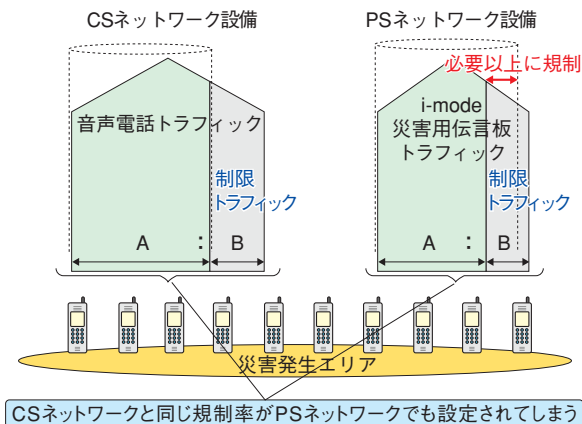 CSネットワーク設備
PSネットワーク設備
必要以上に規制
音声電話トラフィック
i-mode
災害用伝言板
トラフィック
制限
トラフィック
制限
トラフィック
A : B
A : B
災害発生エリア
CSネットワークと同じ規制率がPSネットワークでも設定されてしまう